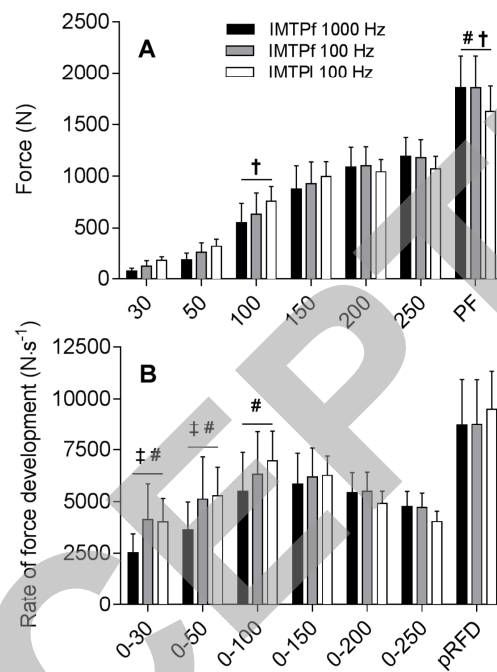 2500
2000
1500
1000
500
0
Force (N)
A
IMTPf 1000 Hz
IMTPf 100 Hz
IMTPl 100 Hz
†
# †
30 50 100 150 200 250 PF
12500
10000
7500
5000
2500
0
Rate of force development (N·s⁻¹)
B
‡ #
‡ #
#
0-30 0-50 0-100 0-150 0-200 0-250 pRFD